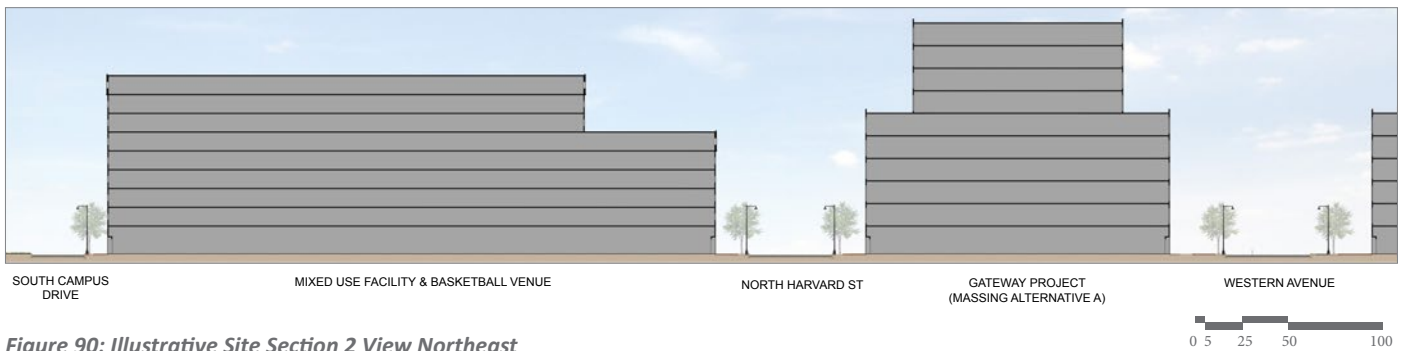 SOUTH CAMPUS
DRIVE
MIXED USE FACILITY & BASKETBALL VENUE
NORTH HARVARD ST
GATEWAY PROJECT
(MASSING ALTERNATIVE A)
WESTERN AVENUE
0 5 25 50 100
Figure 90: Illustrative Site Section 2 View Northeast